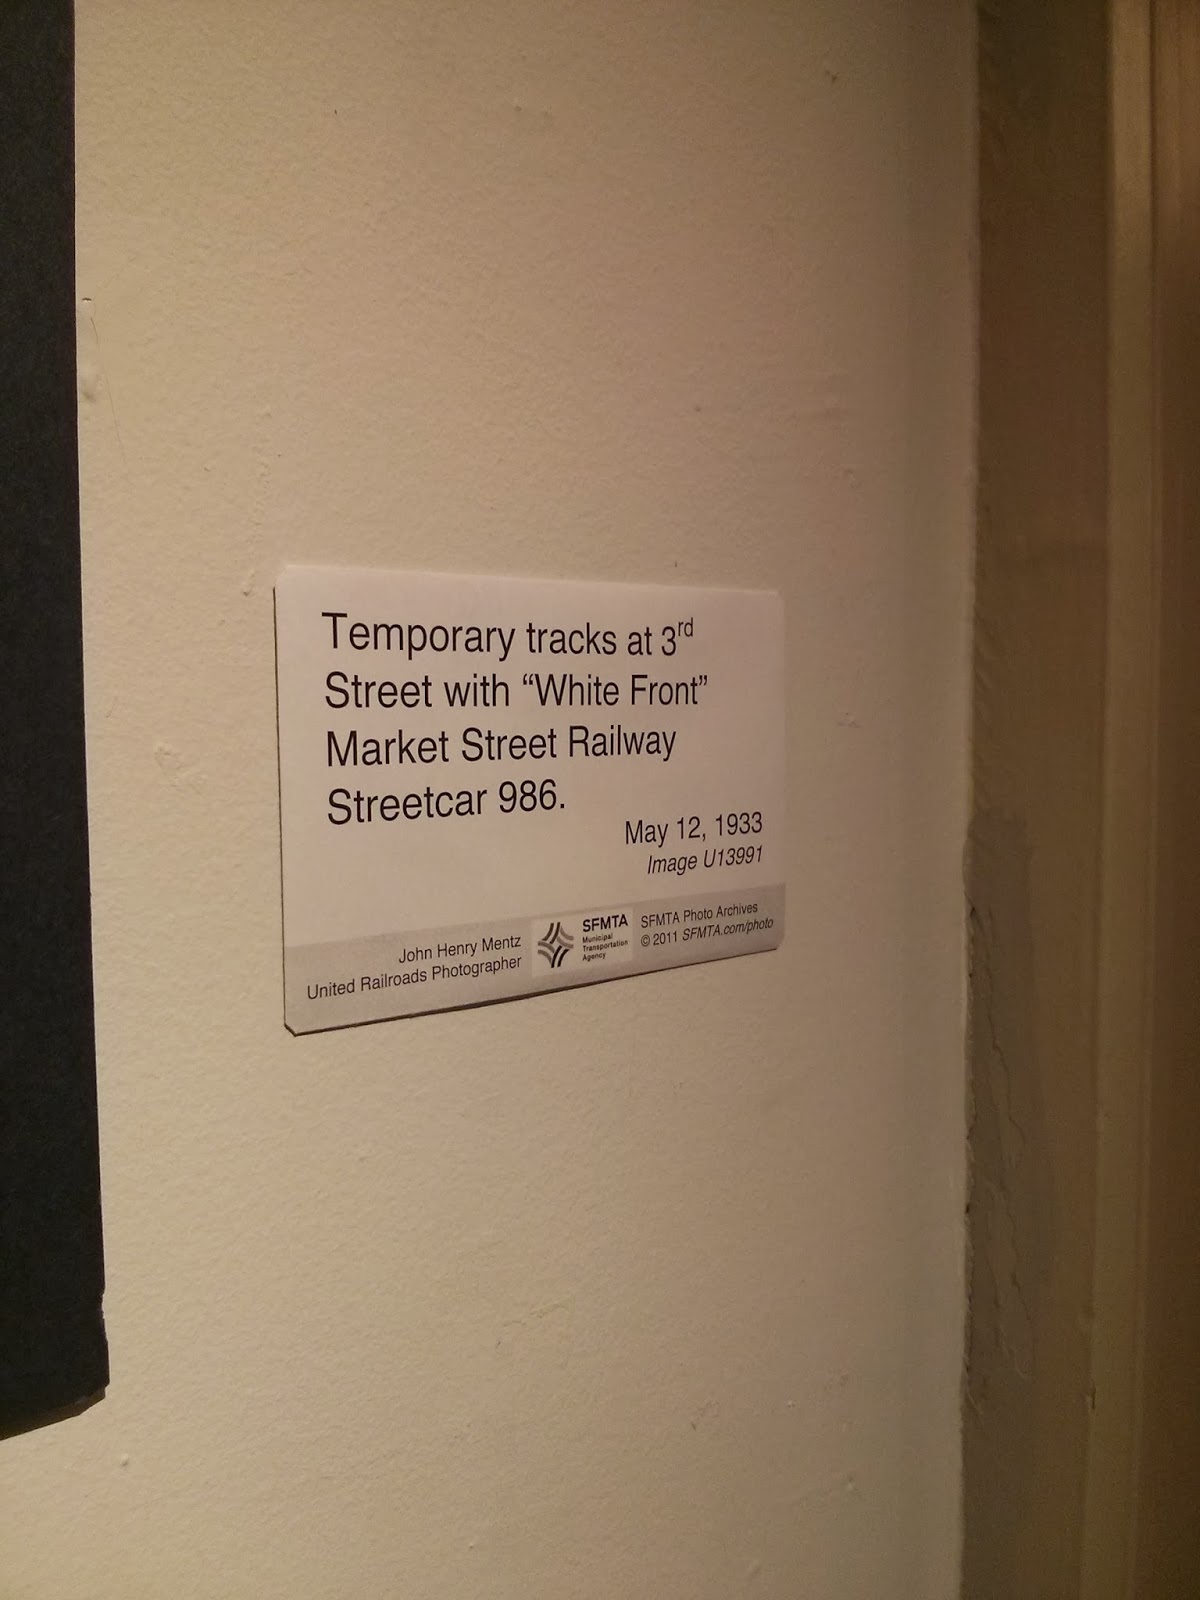 Temporary tracks at 3rd
Street with “White Front”
Market Street Railway
Streetcar 986.
May 12, 1933
Image U13991
John Henry Mentz
United Railroads Photographer
SFMTA
Municipal
Transportation
Agency
SFMTA Photo Archives
© 2011 SFMTA.com/photo